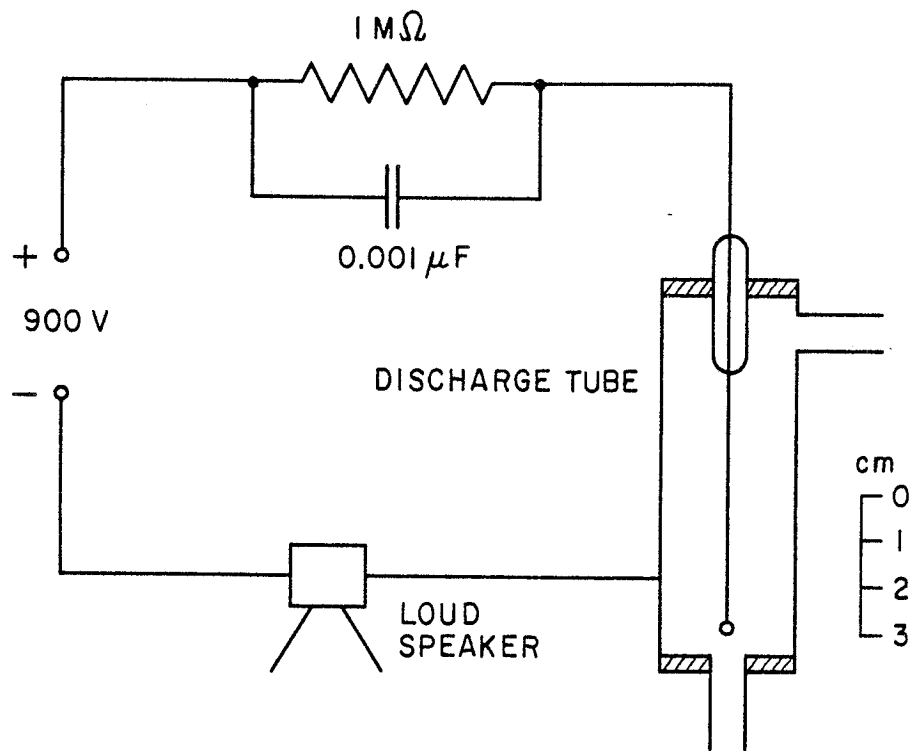 1 MΩ
0.001 μF
+
900 V
−
DISCHARGE TUBE
LOUD
SPEAKER
cm
0
1
2
3